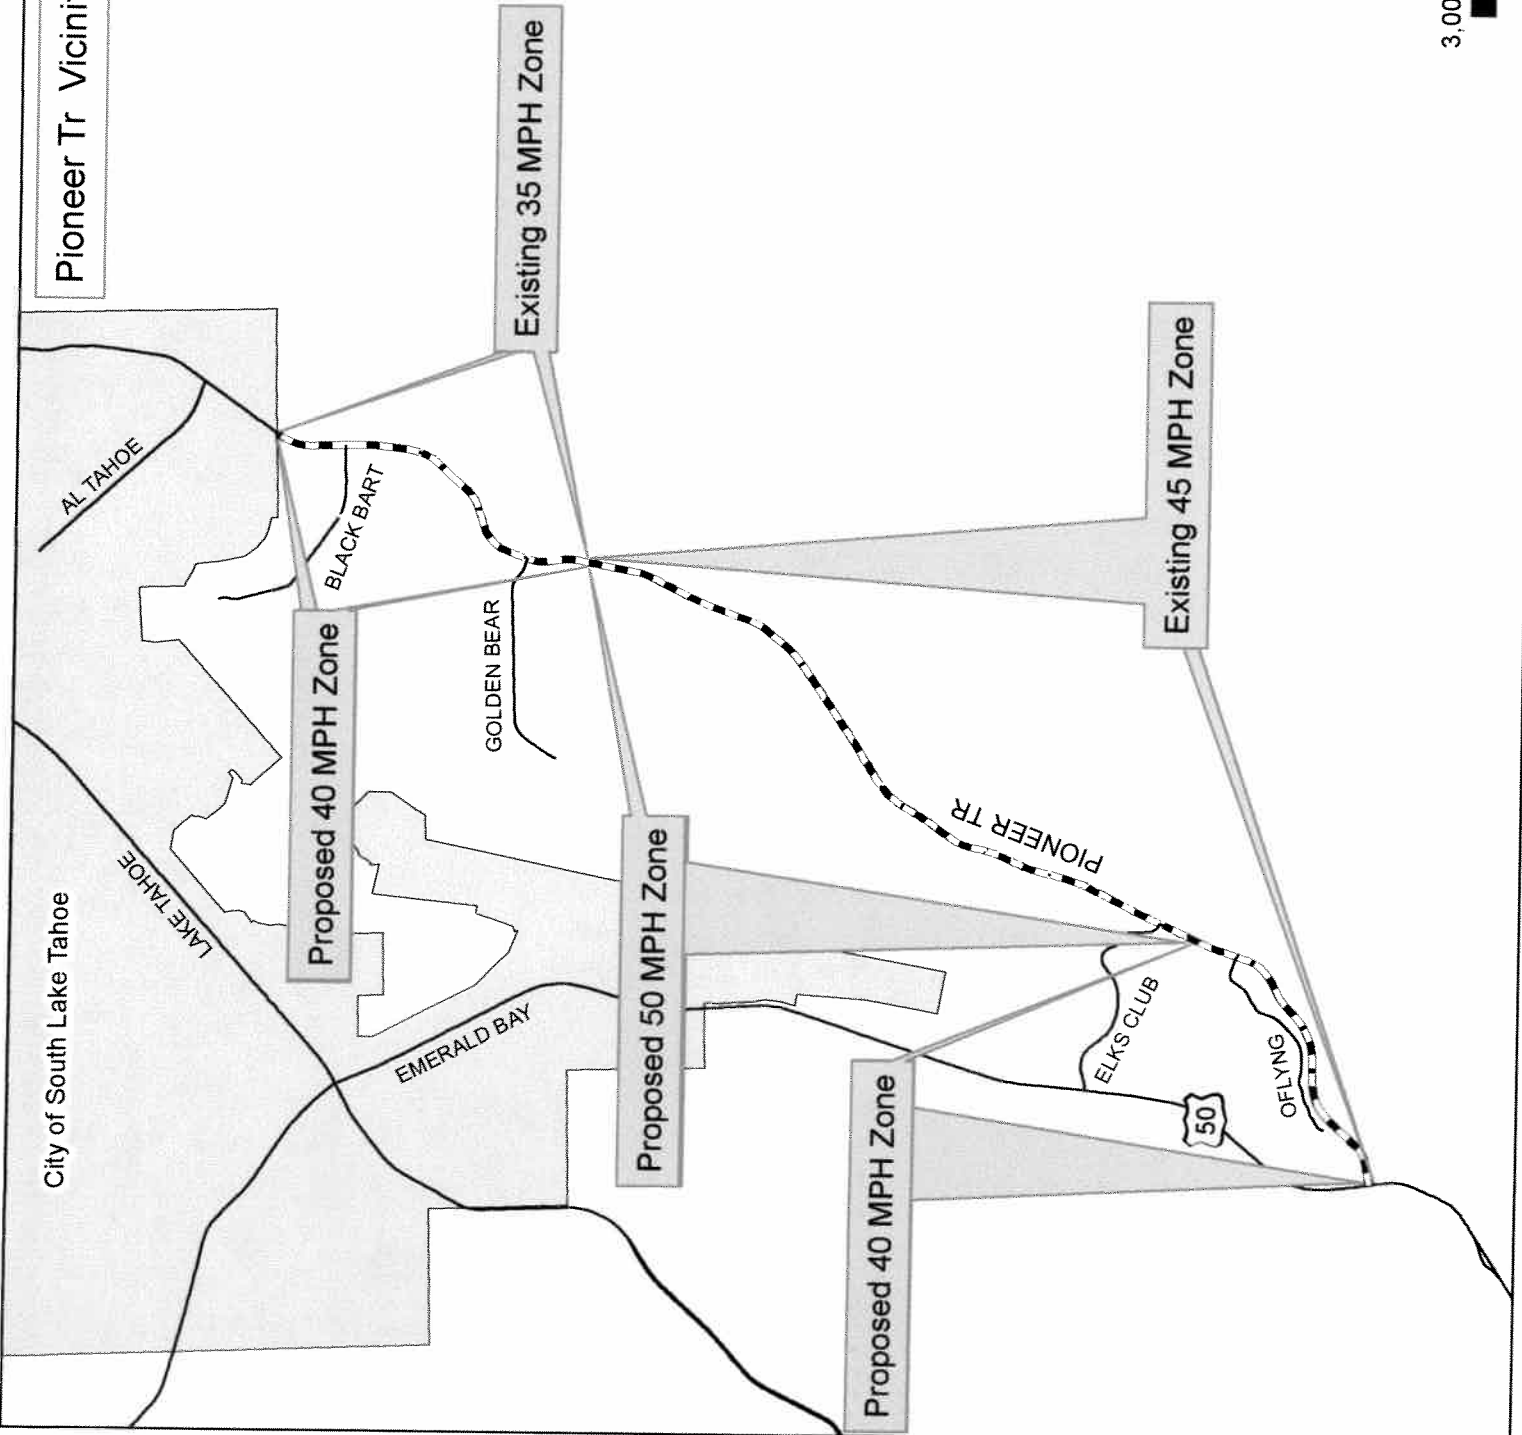 Pioneer Tr Vicinit
City of South Lake Tahoe
AL TAHOE
LAKE TAHOE
BLACK BART
EMERALD BAY
GOLDEN BEAR
Existing 35 MPH Zone
Proposed 40 MPH Zone
Proposed 50 MPH Zone
Proposed 40 MPH Zone
PIONEER TR
ELKS CLUB
OFLYNG
50
Existing 45 MPH Zone
3,00